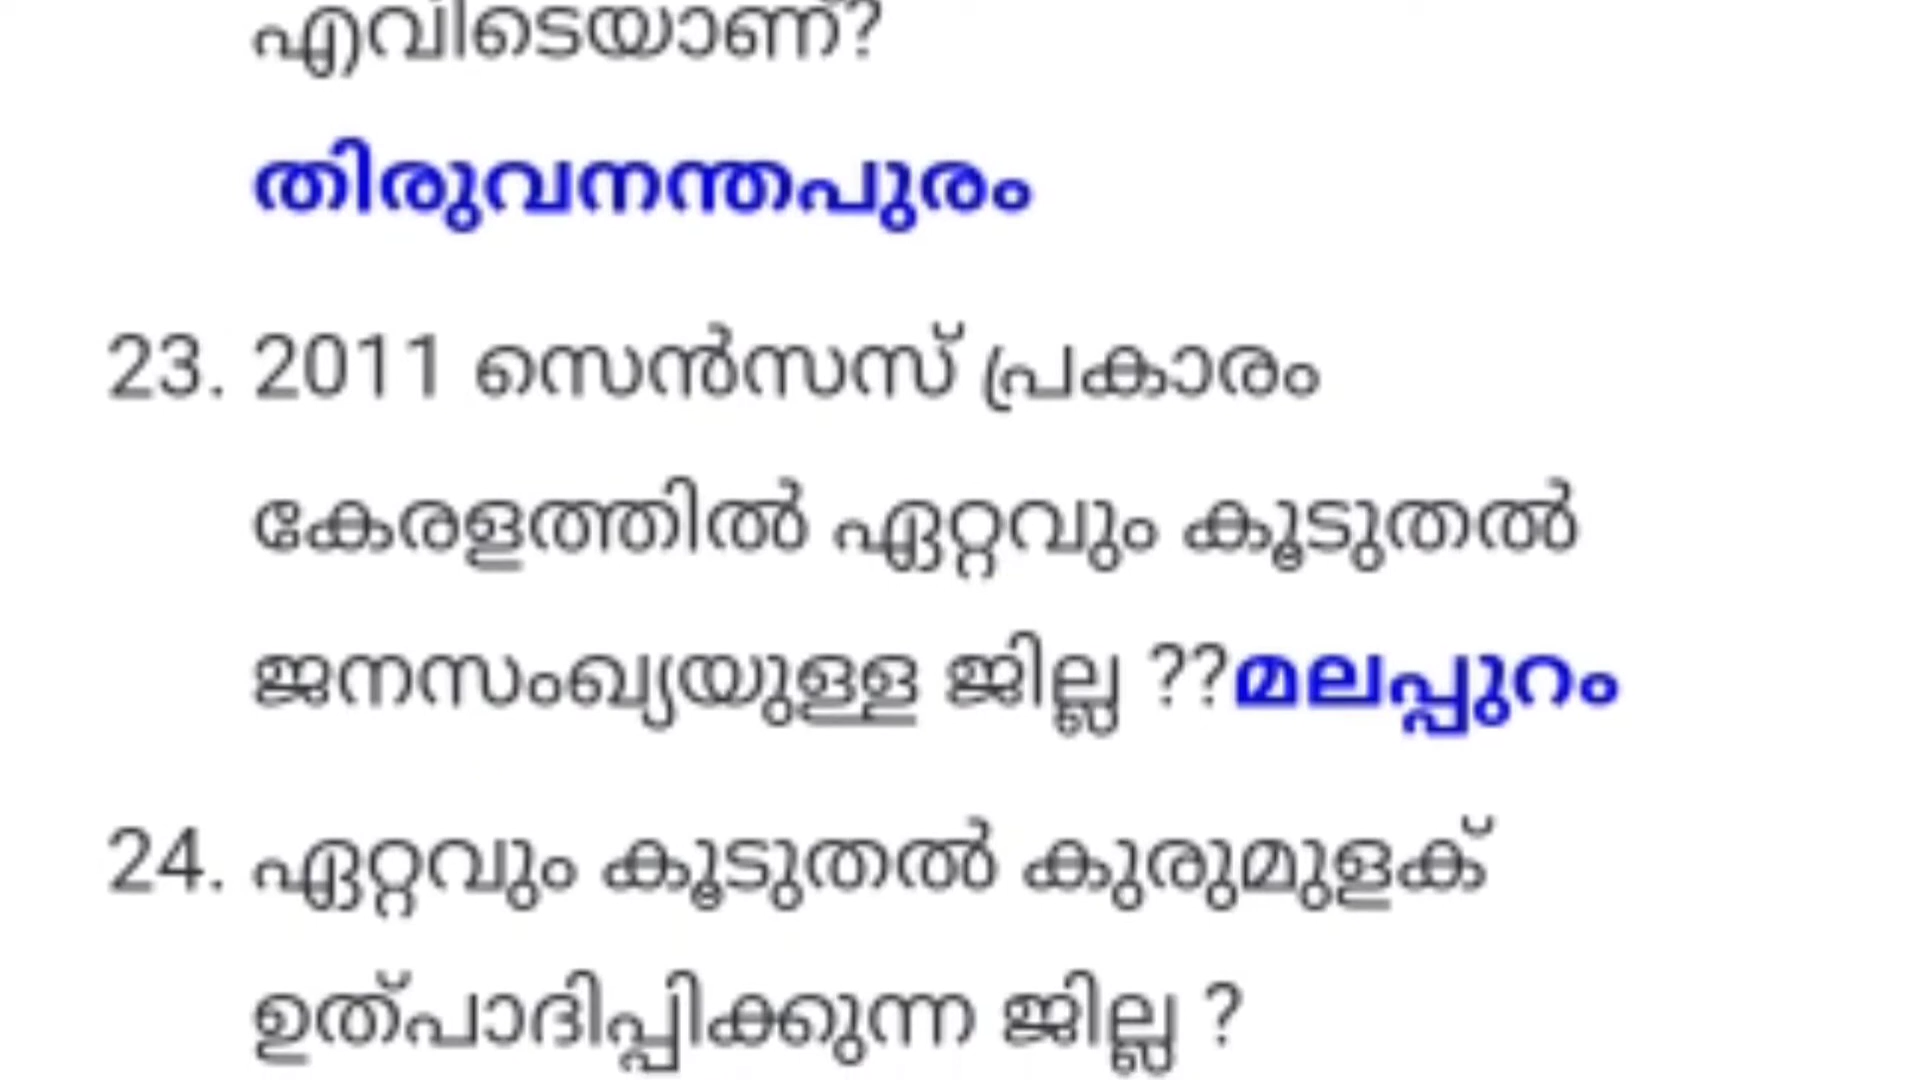 എവിടെയാണ്?
തിരുവനന്തപുരം
23. 2011 സെൻസസ് പ്രകാരം
കേരളത്തിൽ ഏറ്റവും കൂടുതൽ
ജനസംഖ്യയുള്ള ജില്ല ??മലപ്പുറം
24. ഏറ്റവും കൂടുതൽ കുരുമുളക്
ഉത്പാദിപ്പിക്കുന്ന ജില്ല ?